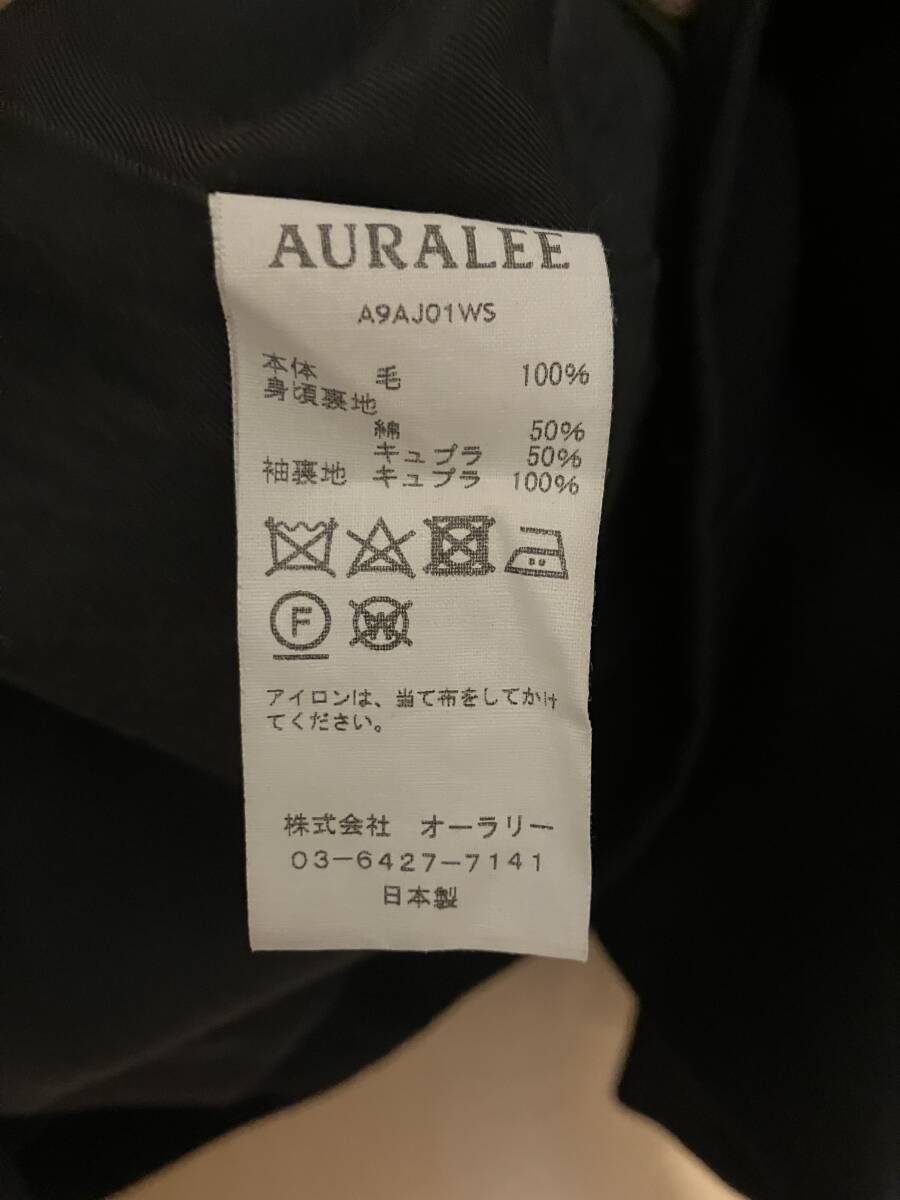 AURALEE
A9AJ01WS
本体 毛 100%
身頃裏地
綿 50%
キュプラ 50%
袖裏地 キュプラ 100%
F W
アイロンは、当て布をしてかけ
てください。
株式会社 オーラリー
03-6427-7141
日本製